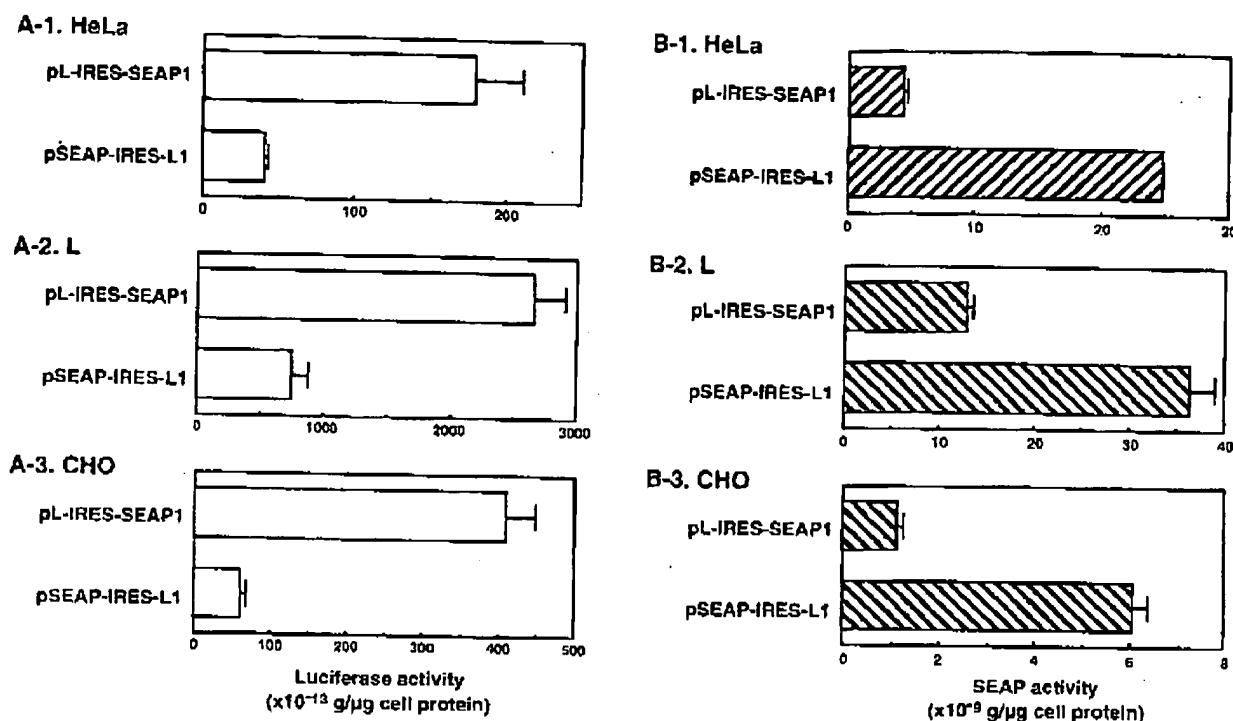 A-1. HeLa
pL-IRES-SEAP1
pSEAP-IRES-L1
0 100 200
A-2. L
pL-IRES-SEAP1
pSEAP-IRES-L1
0 1000 2000 3000
A-3. CHO
pL-IRES-SEAP1
pSEAP-IRES-L1
0 100 200 300 400 500
Luciferase activity
(x10⁻¹³ g/µg cell protein)
B-1. HeLa
pL-IRES-SEAP1
pSEAP-IRES-L1
0 10 20
B-2. L
pL-IRES-SEAP1
pSEAP-IRES-L1
0 10 20 30 40
B-3. CHO
pL-IRES-SEAP1
pSEAP-IRES-L1
0 2 4 6 8
SEAP activity
(x10⁻⁹ g/µg cell protein)